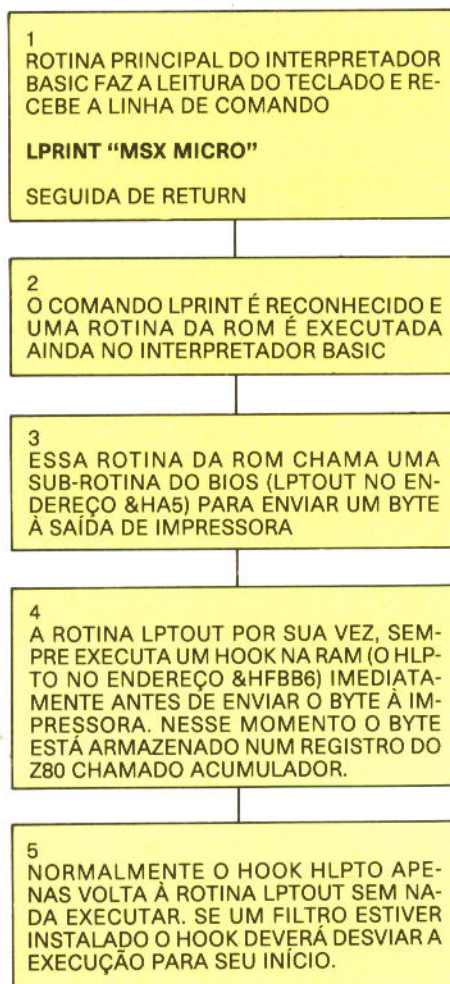 1
ROTINA PRINCIPAL DO INTERPRETADOR
BASIC FAZ A LEITURA DO TECLADO E RE-
CEBE A LINHA DE COMANDO
LPRINT “MSX MICRO”
SEGUIDA DE RETURN
2
O COMANDO LPRINT É RECONHECIDO E
UMA ROTINA DA ROM É EXECUTADA
AINDA NO INTERPRETADOR BASIC
3
ESSA ROTINA DA ROM CHAMA UMA
SUB-ROTINA DO BIOS (LPTOUT NO EN-
DEREÇO &HA5) PARA ENVIAR UM BYTE
À SAÍDA DE IMPRESSORA
4
A ROTINA LPTOUT POR SUA VEZ, SEM-
PRE EXECUTA UM HOOK NA RAM (O HLP-
TO NO ENDEREÇO &HFBB6) IMEDIATA-
MENTE ANTES DE ENVIAR O BYTE À IM-
PRESSORA. NESSE MOMENTO O BYTE
ESTÁ ARMAZENADO NUM REGISTRO DO
Z80 CHAMADO ACUMULADOR.
5
NORMALMENTE O HOOK HLPTO APE-
NAS VOLTA À ROTINA LPTOUT SEM NA-
DA EXECUTAR. SE UM FILTRO ESTIVER
INSTALADO O HOOK DEVERÁ DESVIAR A
EXECUÇÃO PARA SEU INÍCIO.